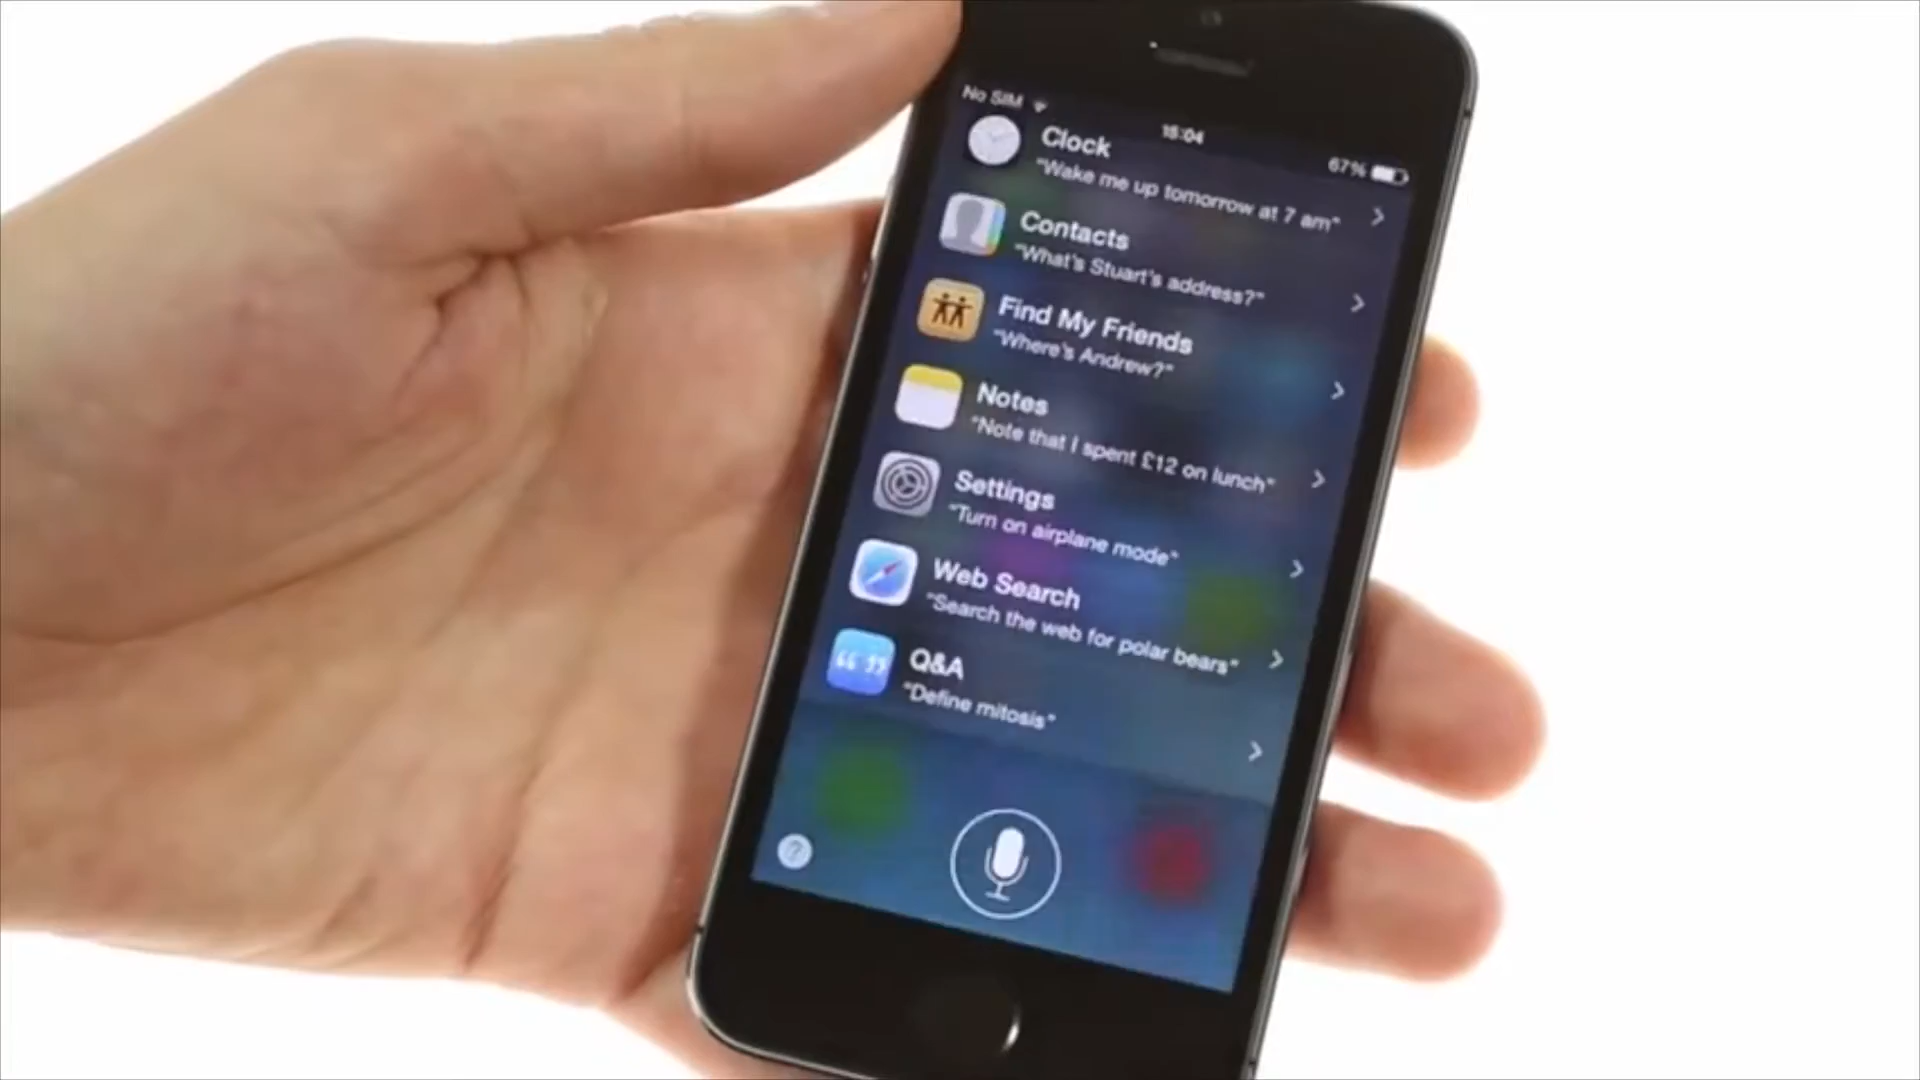 No SIM
15:04
67%
Clock
"Wake me up tomorrow at 7 am"
Contacts
"What's Stuart's address?"
Find My Friends
"Where's Andrew?"
Notes
"Note that I spent £12 on lunch"
Settings
"Turn on airplane mode"
Web Search
"Search the web for polar bears"
Q&A
"Define mitosis"
?